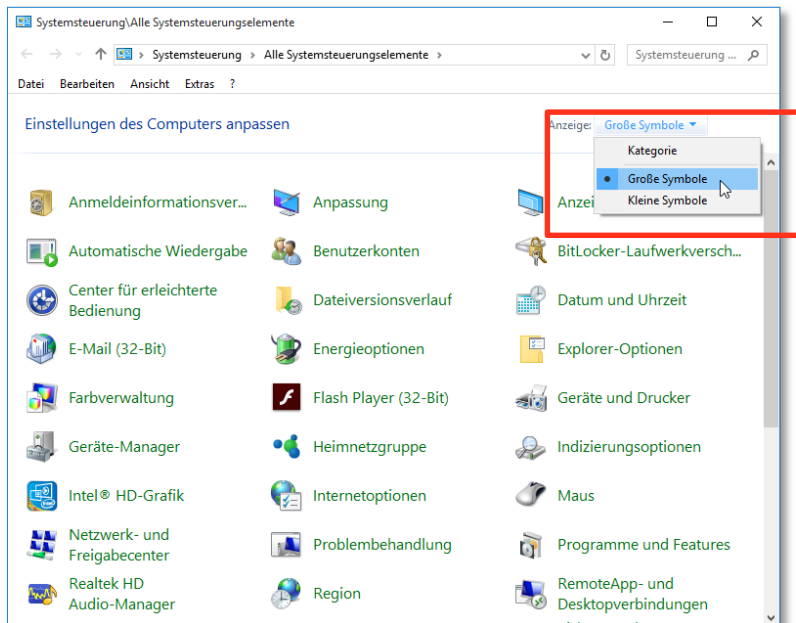 Systemsteuerung\Alle Systemsteuerungselemente
Systemsteuerung > Alle Systemsteuerungselemente >
Systemsteuerung ...
Datei Bearbeiten Ansicht Extras ?
Einstellungen des Computers anpassen
Anzeige: Große Symbole
Kategorie
Große Symbole
Kleine Symbole
Anmeldeinformationsver...
Anpassung
Anzei
Automatische Wiedergabe
Benutzerkonten
BitLocker-Laufwerkversch...
Center für erleichterte
Bedienung
Dateiversionsverlauf
Datum und Uhrzeit
E-Mail (32-Bit)
Energieoptionen
Explorer-Optionen
Farbverwaltung
Flash Player (32-Bit)
Geräte und Drucker
Geräte-Manager
Heimnetzgruppe
Indizierungsoptionen
Intel® HD-Grafik
Internetoptionen
Maus
Netzwerk- und
Freigabecenter
Problembehandlung
Programme und Features
Realtek HD
Audio-Manager
Region
RemoteApp- und
Desktopverbindungen